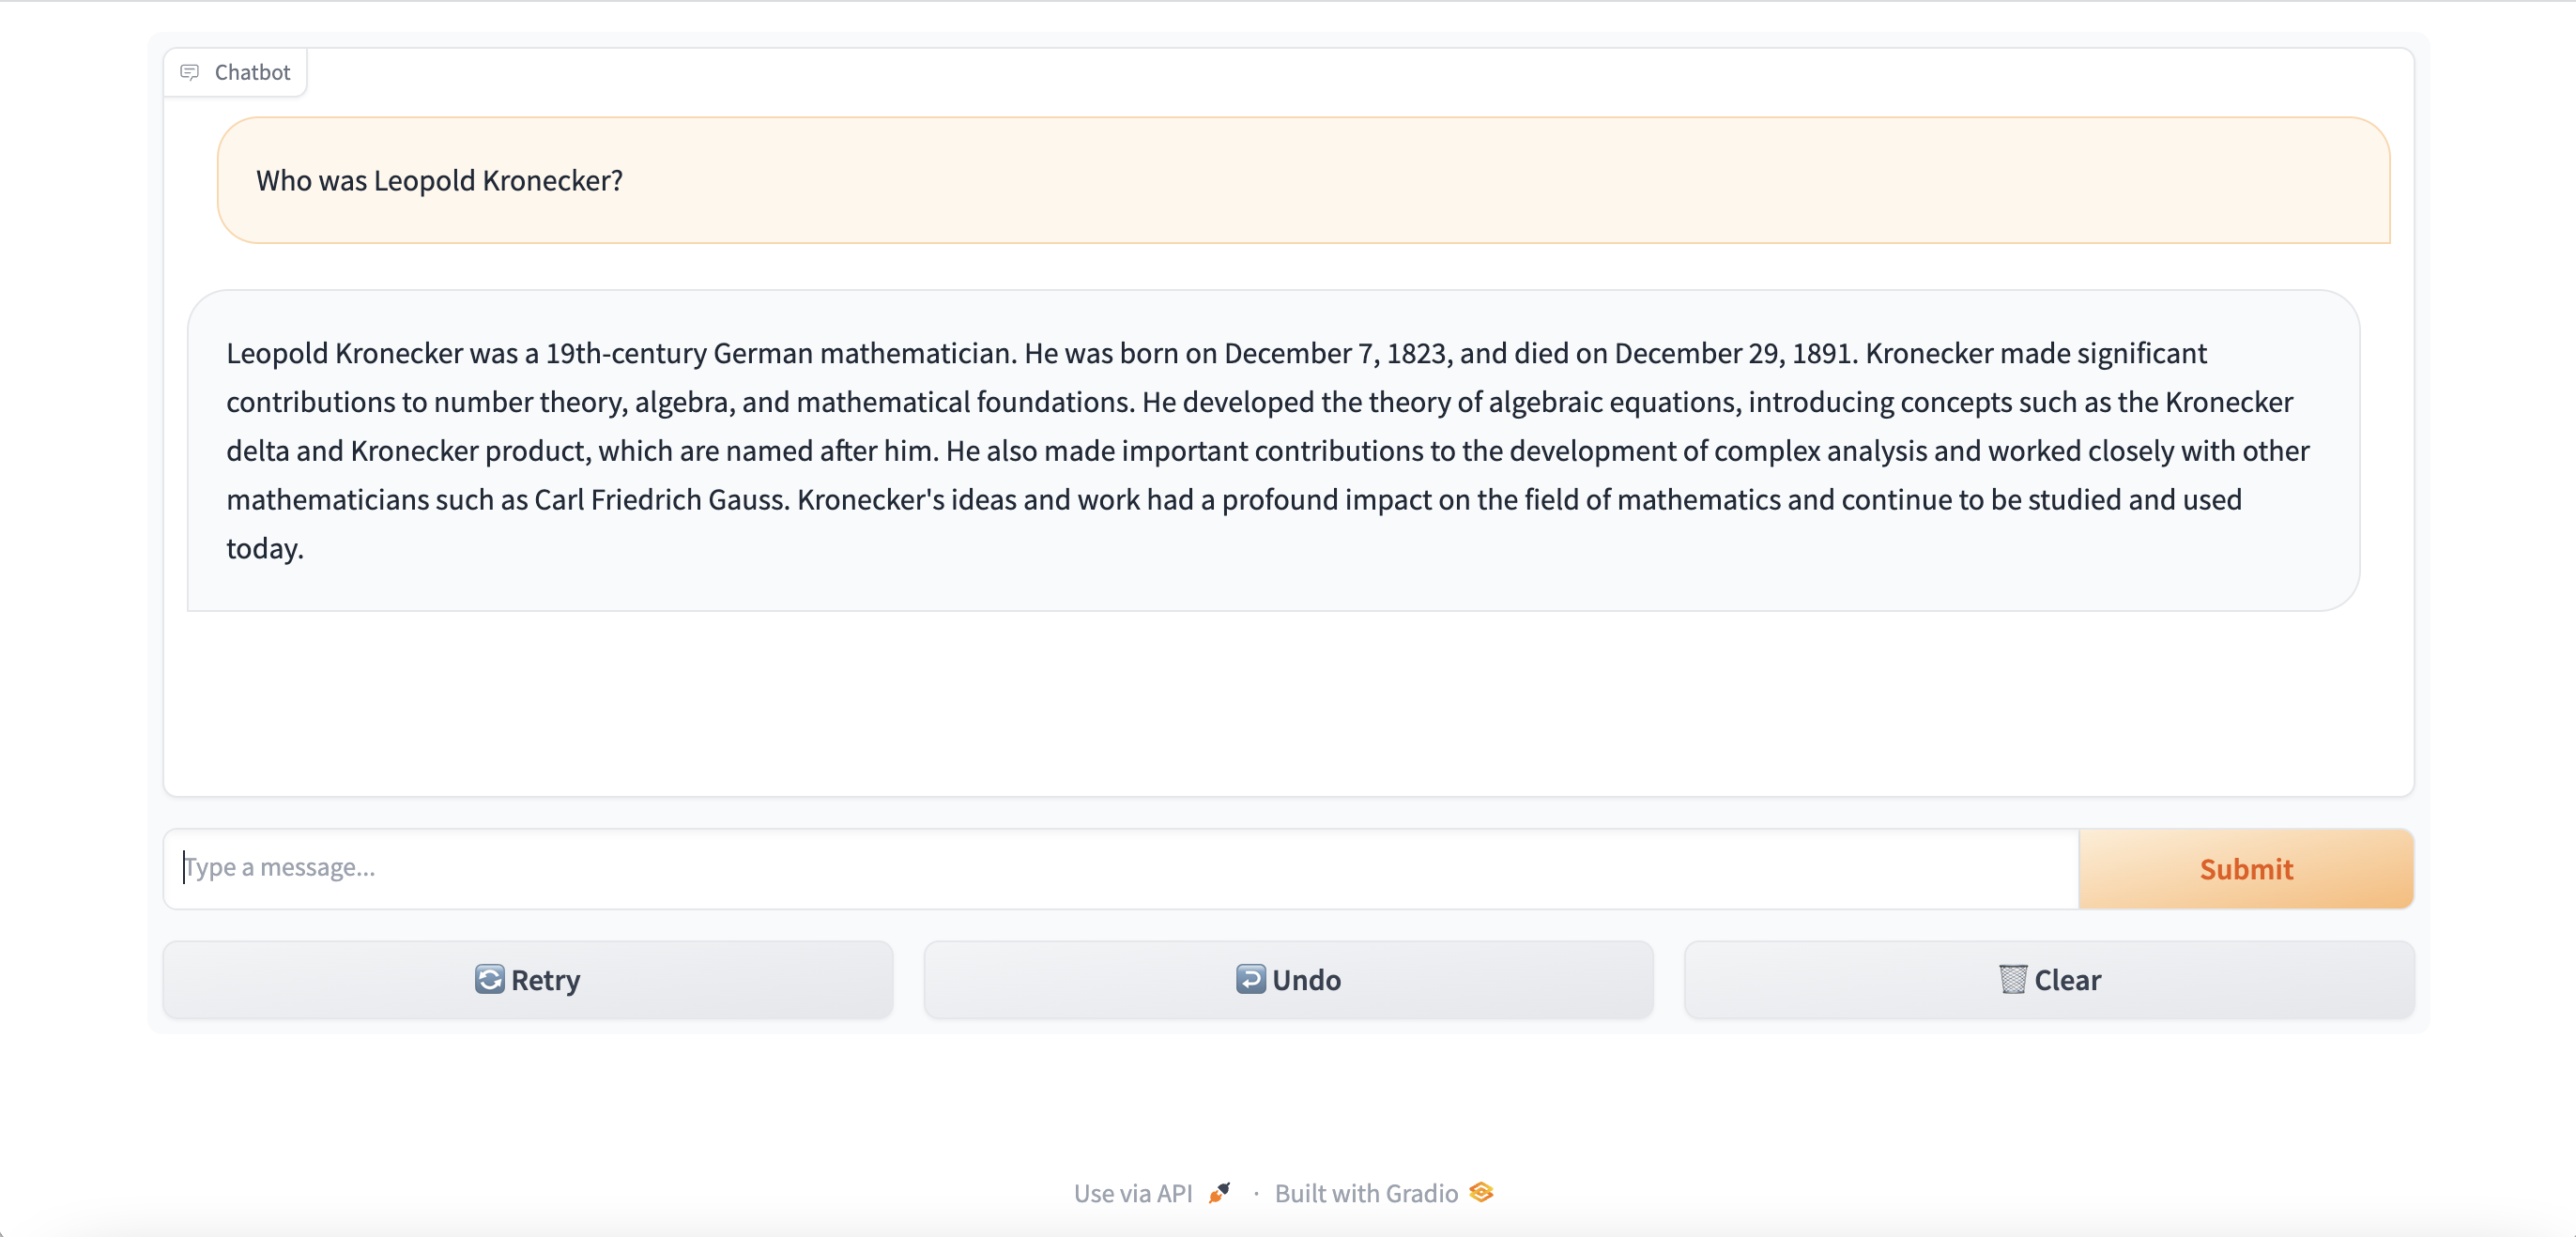 Chatbot
Who was Leopold Kronecker?
Leopold Kronecker was a 19th-century German mathematician. He was born on December 7, 1823, and died on December 29, 1891. Kronecker made significant
contributions to number theory, algebra, and mathematical foundations. He developed the theory of algebraic equations, introducing concepts such as the Kronecker
delta and Kronecker product, which are named after him. He also made important contributions to the development of complex analysis and worked closely with other
mathematicians such as Carl Friedrich Gauss. Kronecker's ideas and work had a profound impact on the field of mathematics and continue to be studied and used
today.
Type a message...
Submit
Retry
Undo
Clear
Use via API · Built with Gradio